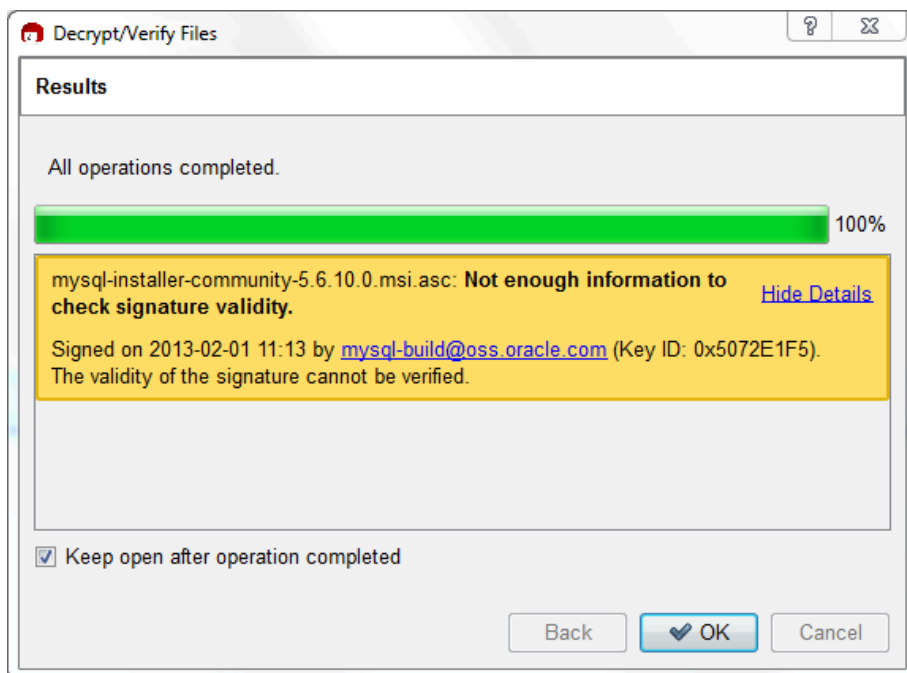 Decrypt/Verify Files
Results
All operations completed.
100%
mysql-installer-community-5.6.10.0.msi.asc: Not enough information to
check signature validity.
Hide Details
Signed on 2013-02-01 11:13 by mysql-build@oss.oracle.com (Key ID: 0x5072E1F5).
The validity of the signature cannot be verified.
Keep open after operation completed
Back
OK
Cancel